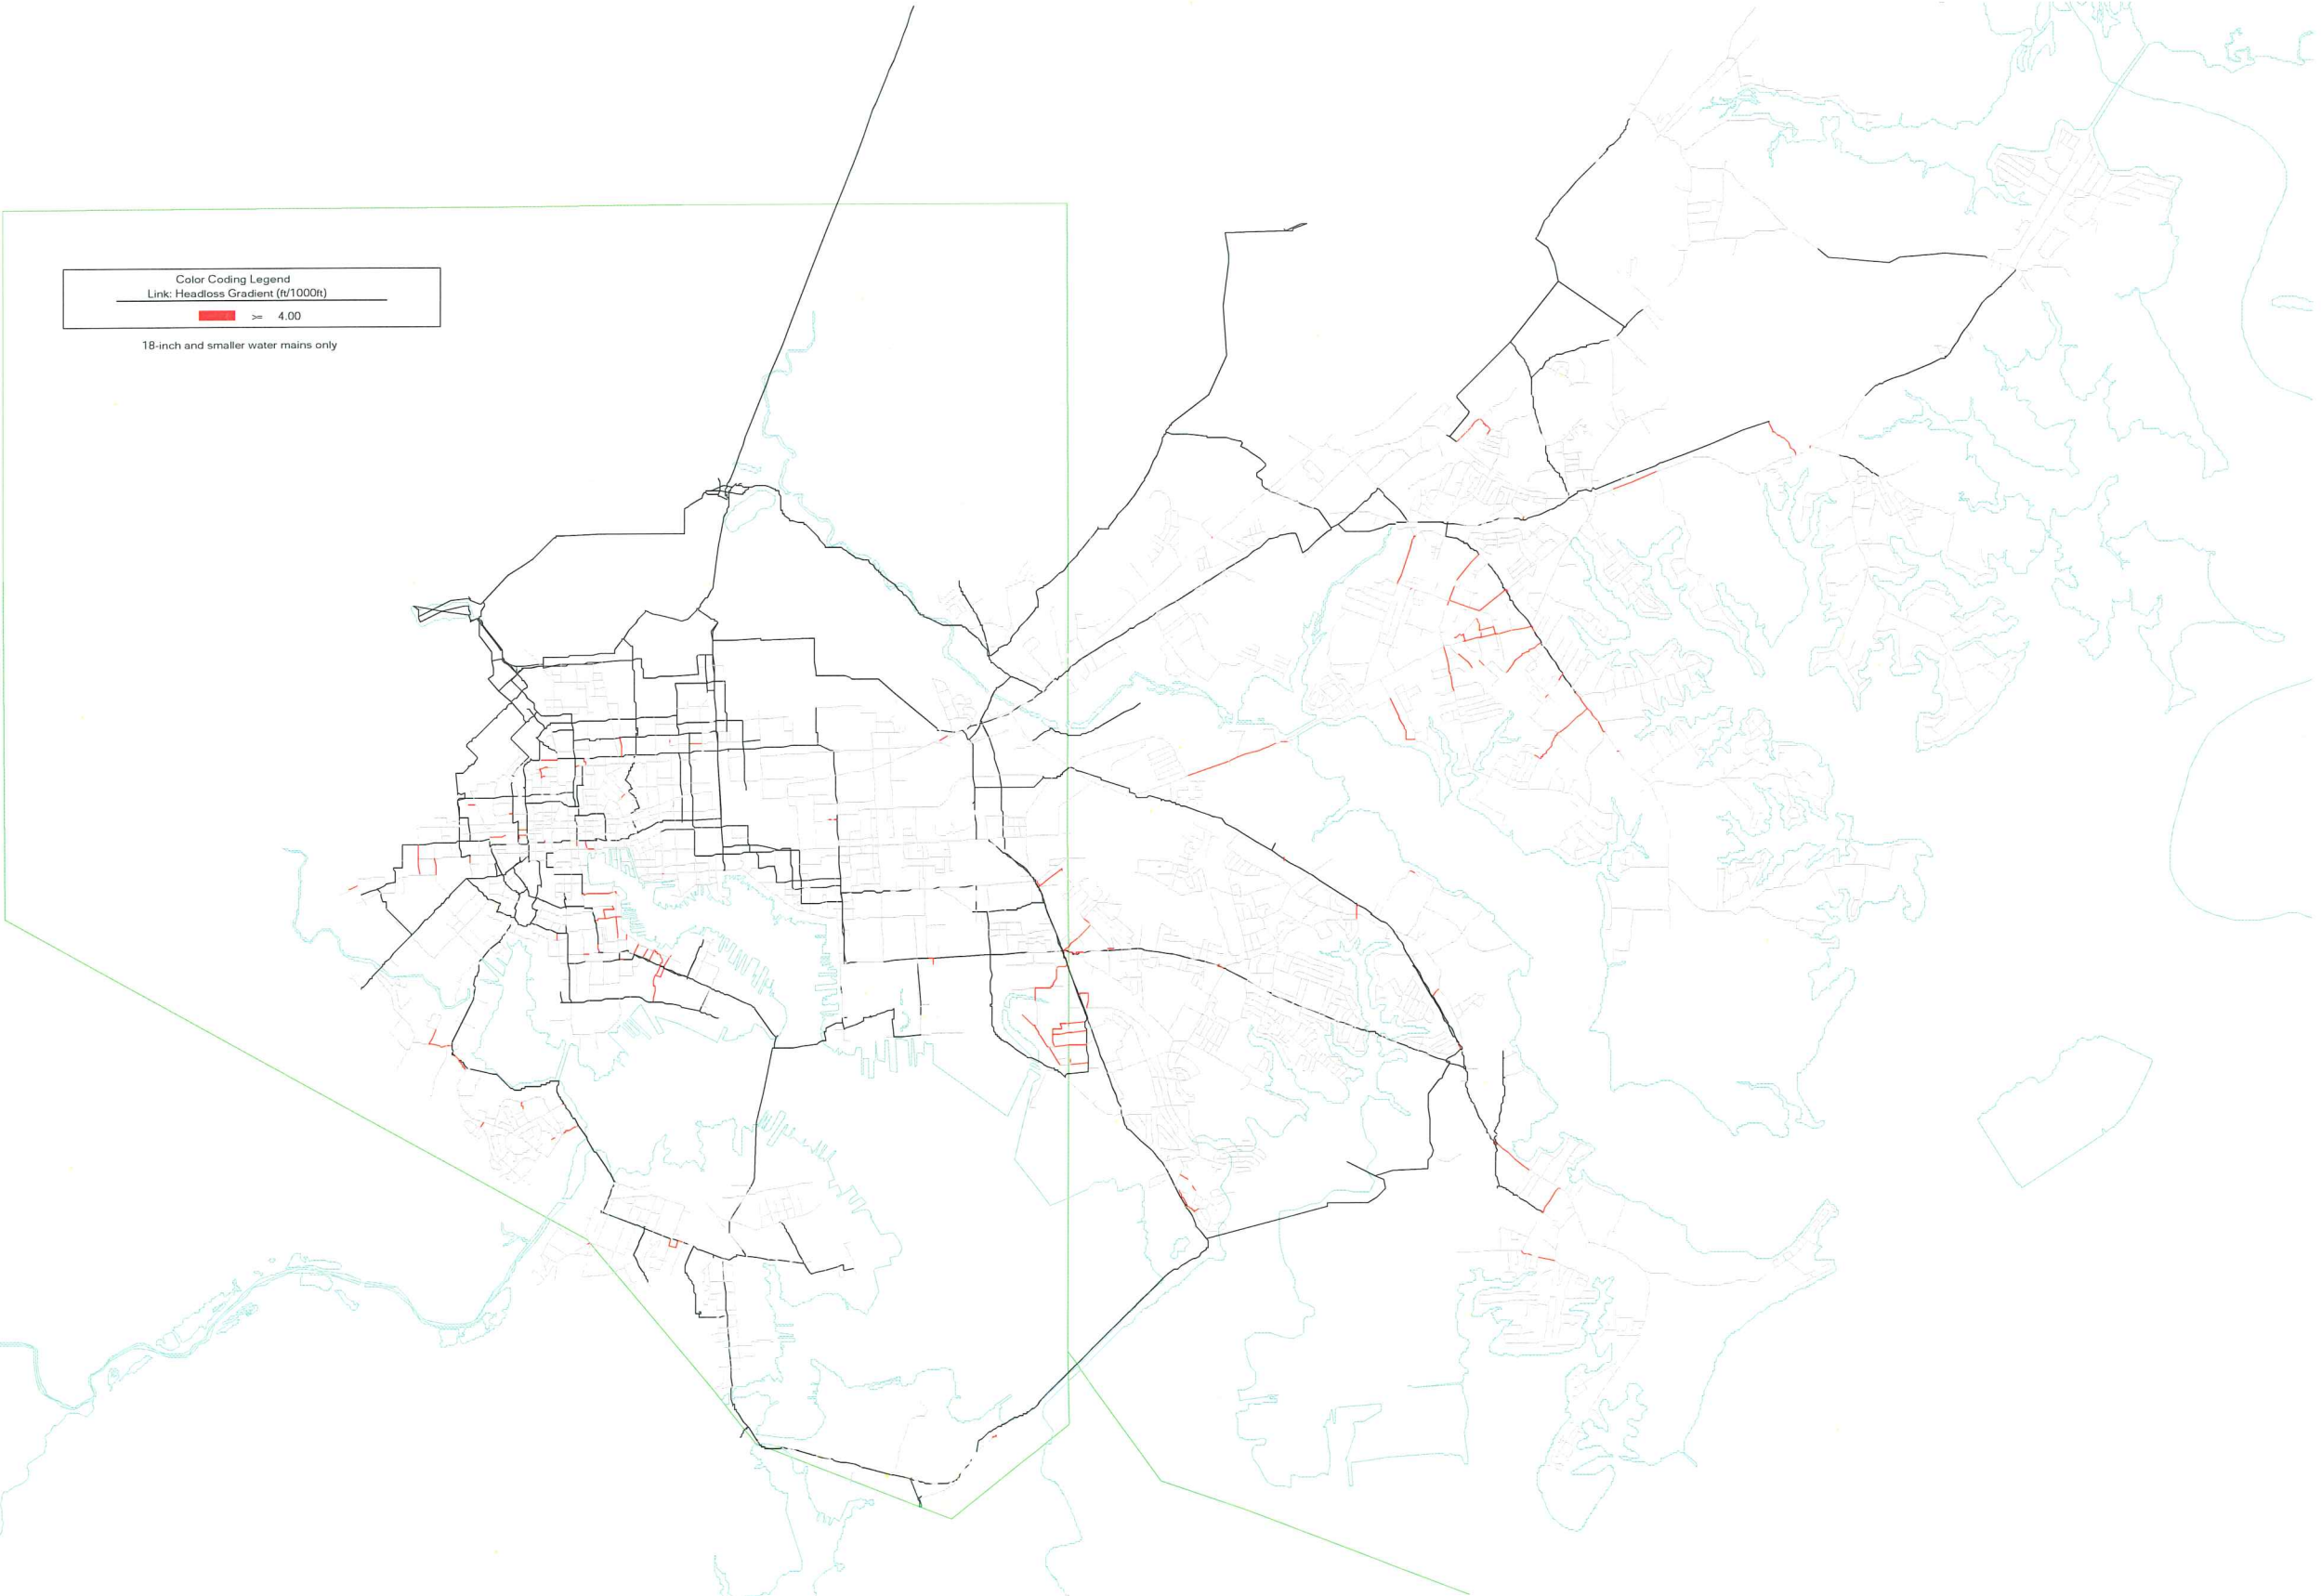 Color Coding Legend
Link: Headloss Gradient (ft/1000ft)
>= 4.00
18-inch and smaller water mains only